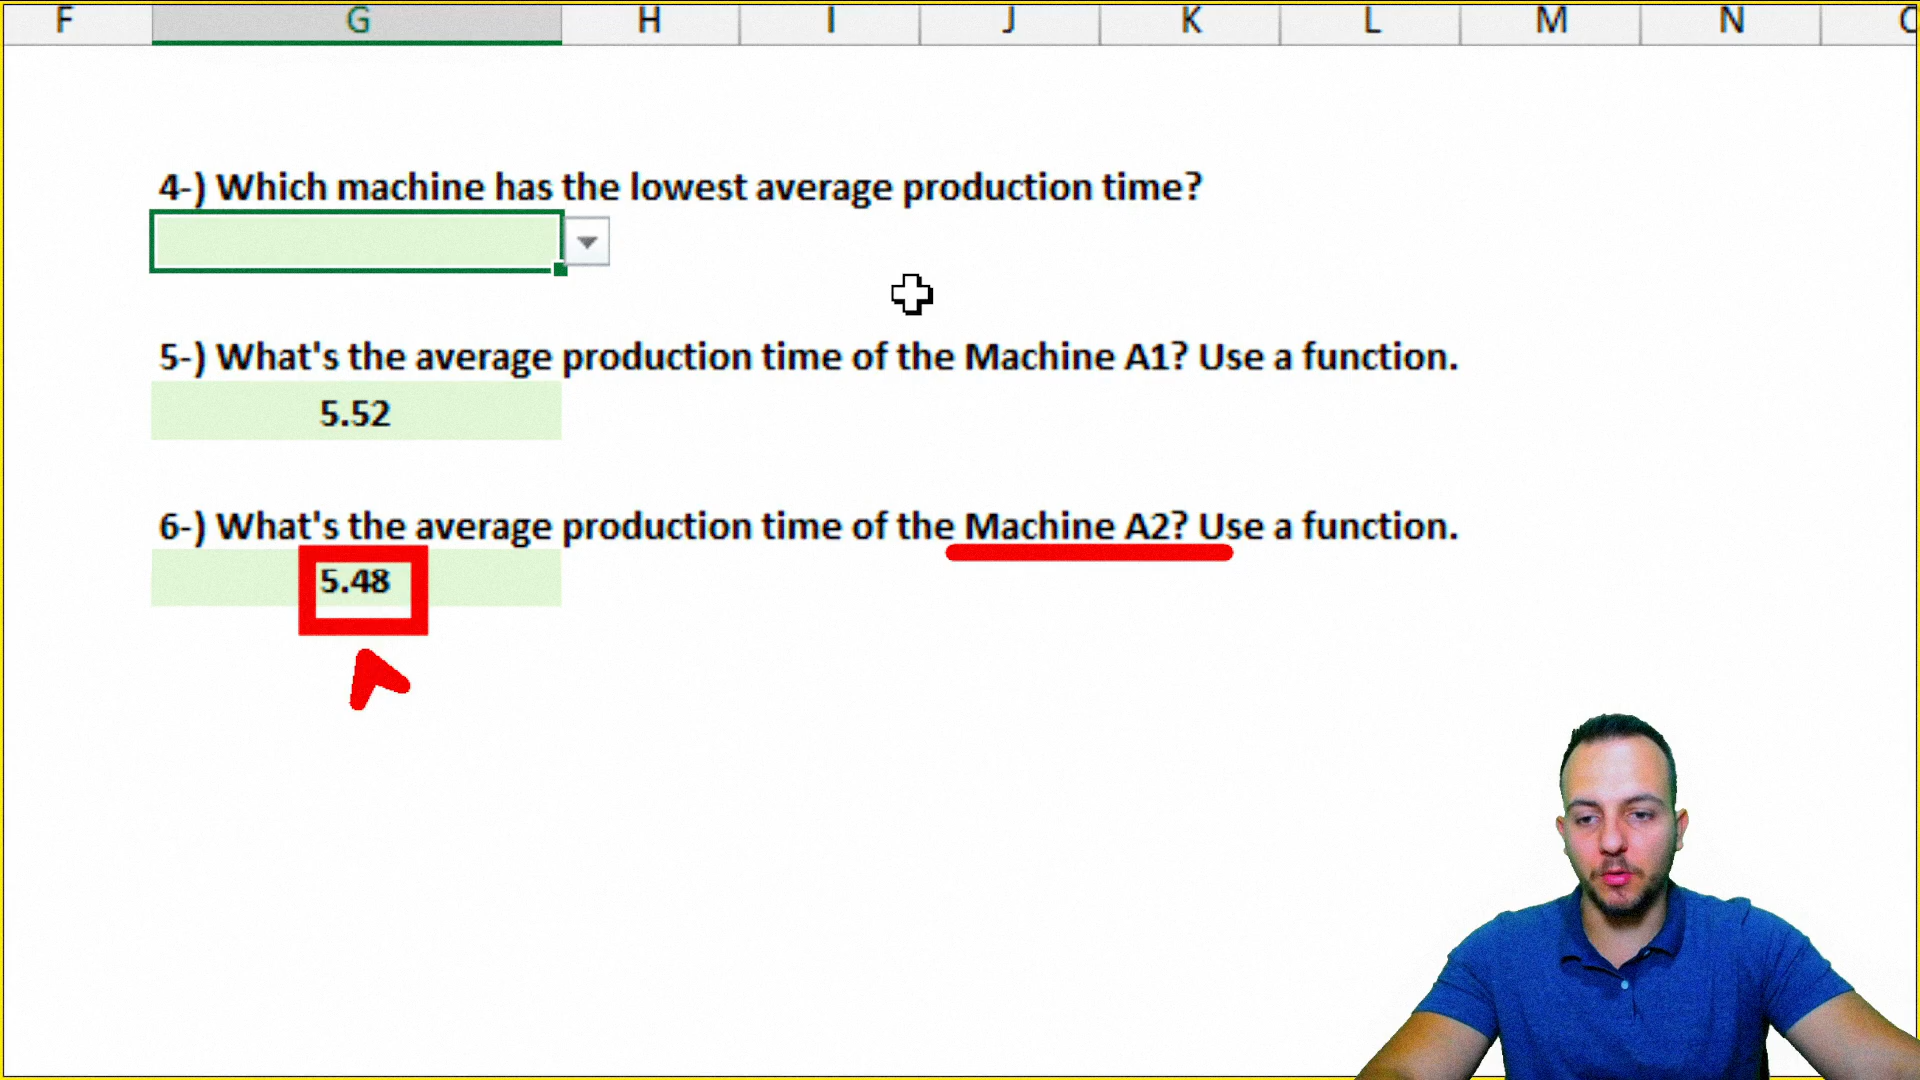 F G H I J K L M N
4-) Which machine has the lowest average production time?
5-) What's the average production time of the Machine A1? Use a function.
5.52
6-) What's the average production time of the Machine A2? Use a function.
5.48